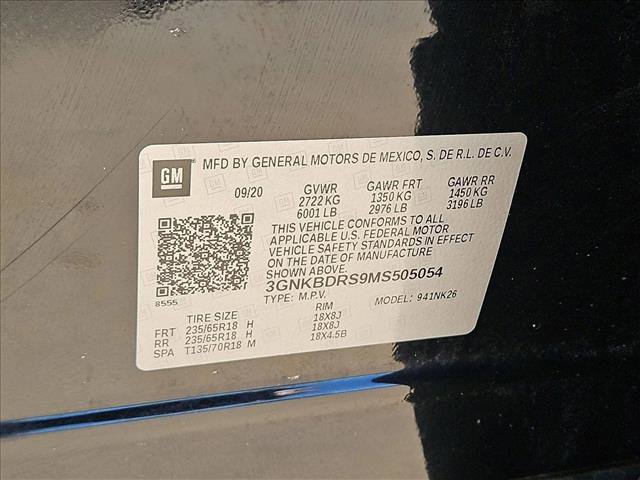 GM
MFD BY GENERAL MOTORS DE MEXICO, S. DE R.L. DE C.V.
09/20 GVWR GAWR FRT GAWR RR
2722 KG 1350 KG 1450 KG
6001 LB 2976 LB 3196 LB
THIS VEHICLE CONFORMS TO ALL
APPLICABLE U.S. FEDERAL MOTOR
VEHICLE SAFETY STANDARDS IN EFFECT
ON THE DATE OF MANUFACTURE
SHOWN ABOVE.
3GNKBDRS9MS505054
8555
TYPE: M.P.V. MODEL: 941NK26
TIRE SIZE RIM
FRT 235/65R18 H 18X8J
RR 235/65R18 H 18X8J
SPA T135/70R18 M 18X4.5B